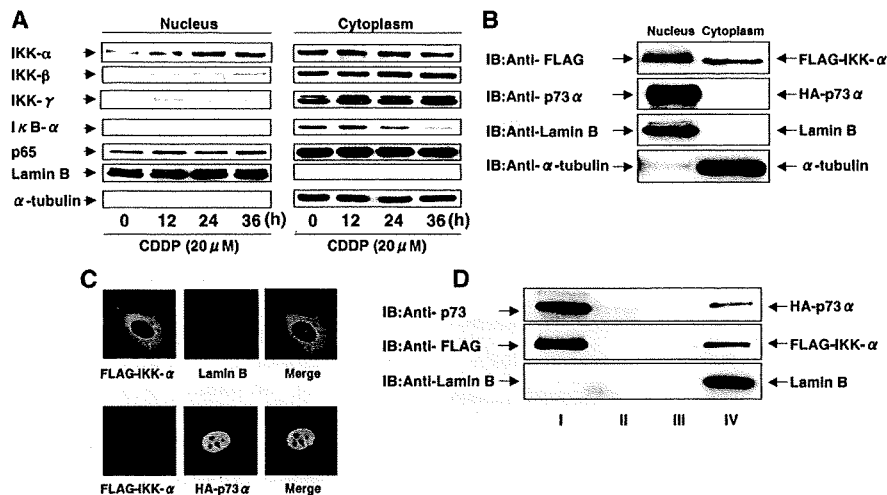 A
Nucleus
Cytoplasm
IKK-α
IKK-β
IKK-γ
IκB-α
p65
Lamin B
α-tubulin
0 12 24 36 (h)
0 12 24 36 (h)
CDDP (20 μM)
CDDP (20 μM)
B
Nucleus Cytoplasm
IB:Anti- FLAG
FLAG-IKK-α
IB:Anti- p73α
HA-p73α
IB:Anti-Lamin B
Lamin B
IB:Anti- α-tubulin
α-tubulin
C
FLAG-IKK-α
Lamin B
Merge
FLAG-IKK-α
HA-p73α
Merge
D
IB:Anti- p73
HA-p73α
IB:Anti- FLAG
FLAG-IKK-α
IB:Anti-Lamin B
Lamin B
I II III IV